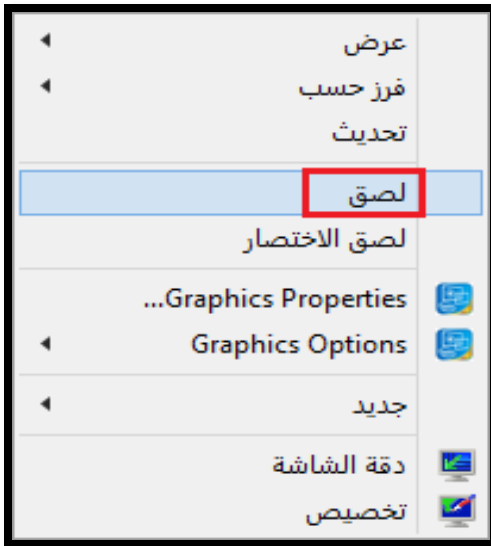 عرض
فرز حسب
تحديث
لصق
لصق الاختصار
Graphics Properties...
Graphics Options
جديد
دقة الشاشة
تخصيص